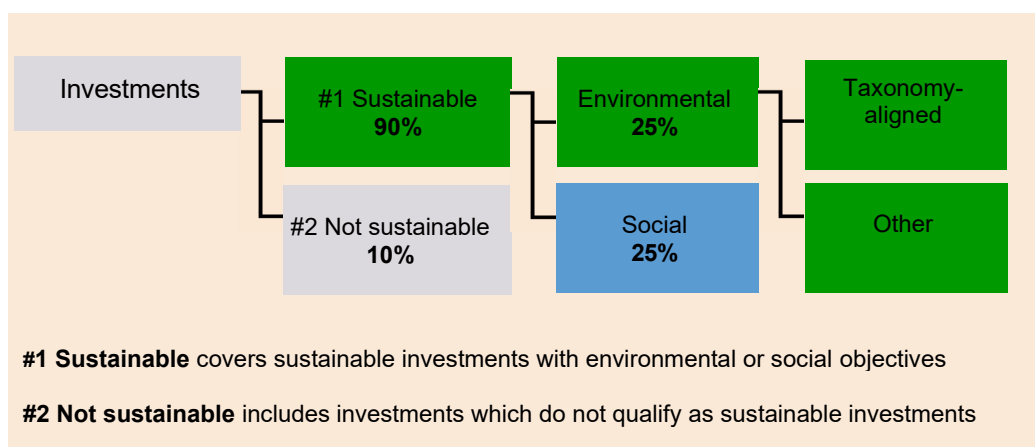 Investments
#1 Sustainable
90%
Environmental
25%
Taxonomy-
aligned
#2 Not sustainable
10%
Social
25%
Other
#1 Sustainable covers sustainable investments with environmental or social objectives
#2 Not sustainable includes investments which do not qualify as sustainable investments